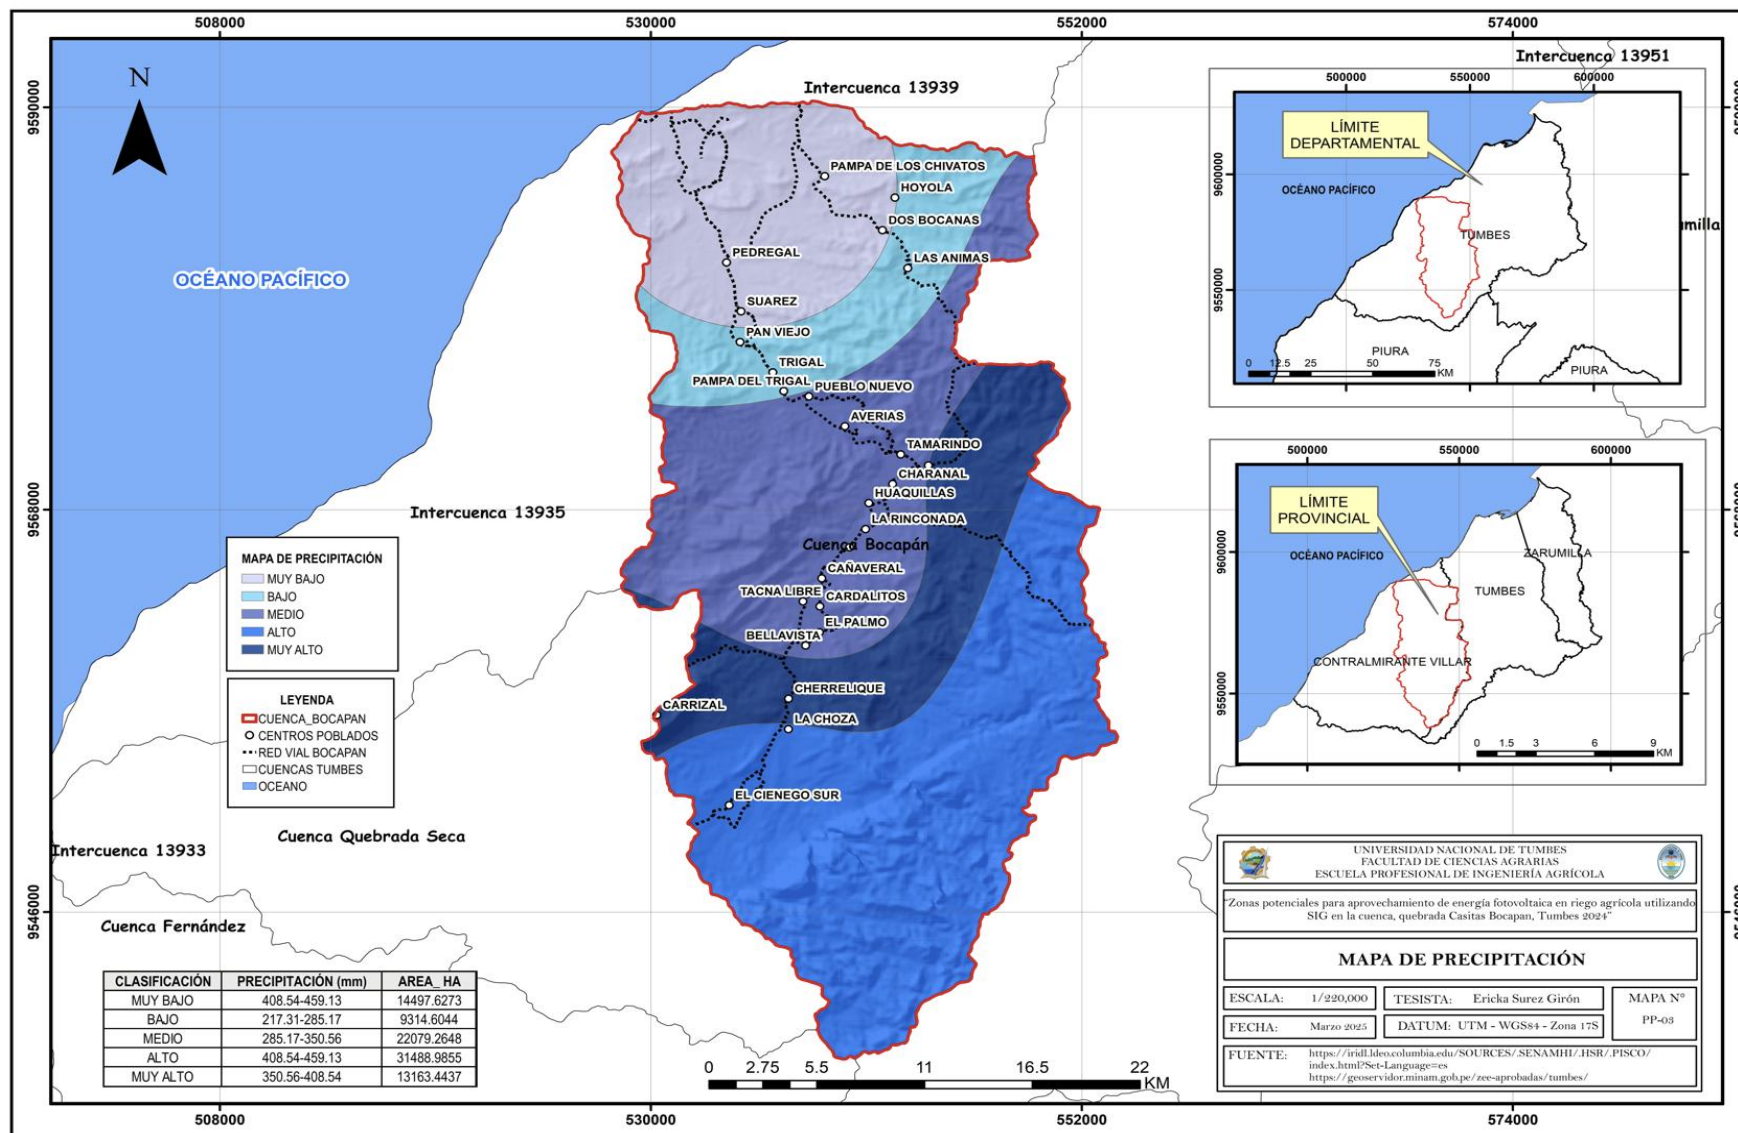 508000
530000
552000
574000
9590000
9568000
9546000
N
OCÉANO PACÍFICO
Intercuenca 13939
Intercuenca 13951
Intercuenca 13935
Intercuenca 13933
Cuenca Quebrada Seca
Cuenca Fernández
Cuenca Bocapán
PAMPA DE LOS CHIVATOS
HOYOLA
DOS BOCANAS
LAS ANIMAS
PEDREGAL
SUAREZ
PAN VIEJO
TRIGAL
PAMPA DEL TRIGAL
PUEBLO NUEVO
AVERIAS
TAMARINDO
CHARANAL
HUAQUILLAS
LA RINCONADA
CAÑAVERAL
TACNA LIBRE
CARDALITOS
EL PALMO
BELLAVISTA
CHERRELIQUE
CARRIZAL
LA CHOZA
EL CIENEGO SUR
MAPA DE PRECIPITACIÓN
MUY BAJO
BAJO
MEDIO
ALTO
MUY ALTO
LEYENDA
CUENCA_BOCAPAN
CENTROS POBLADOS
RED VIAL BOCAPAN
CUENCAS TUMBES
OCEANO
CLASIFICACIÓN PRECIPITACIÓN (mm) AREA_ HA
MUY BAJO 408.54-459.13 14497.6273
BAJO 217.31-285.17 9314.6044
MEDIO 285.17-350.56 22079.2648
ALTO 408.54-459.13 31488.9855
MUY ALTO 350.56-408.54 13163.4437
0 2.75 5.5 11 16.5 22
KM
508000
530000
552000
574000
500000 550000 600000
9600000
9550000
LÍMITE
DEPARTAMENTAL
OCÉANO PACÍFICO
TUMBES
PIURA
PIURA
0 12.5 25 50 75
KM
milla
500000 550000 600000
9600000
9550000
LÍMITE
PROVINCIAL
OCÉANO PACÍFICO
ZARUMILLA
TUMBES
CONTRALMIRANTE VILLAR
0 1.5 3 6 9
KM
UNIVERSIDAD NACIONAL DE TUMBES
FACULTAD DE CIENCIAS AGRARIAS
ESCUELA PROFESIONAL DE INGENIERÍA AGRÍCOLA
"Zonas potenciales para aprovechamiento de energía fotovoltaica en riego agrícola utilizando
SIG en la cuenca, quebrada Casitas Bocapan, Tumbes 2024"
MAPA DE PRECIPITACIÓN
ESCALA: 1/220,000
TESISTA: Ericka Surez Girón
MAPA N°
PP-03
FECHA: Marzo 2025
DATUM: UTM - WGS84 - Zona 17S
FUENTE: https://iridl.ldeo.columbia.edu/SOURCES/.SENAMHI/.HSR/.PISCO/
index.html?Set-Language=es
https://geoservidor.minam.gob.pe/zee-aprobadas/tumbes/